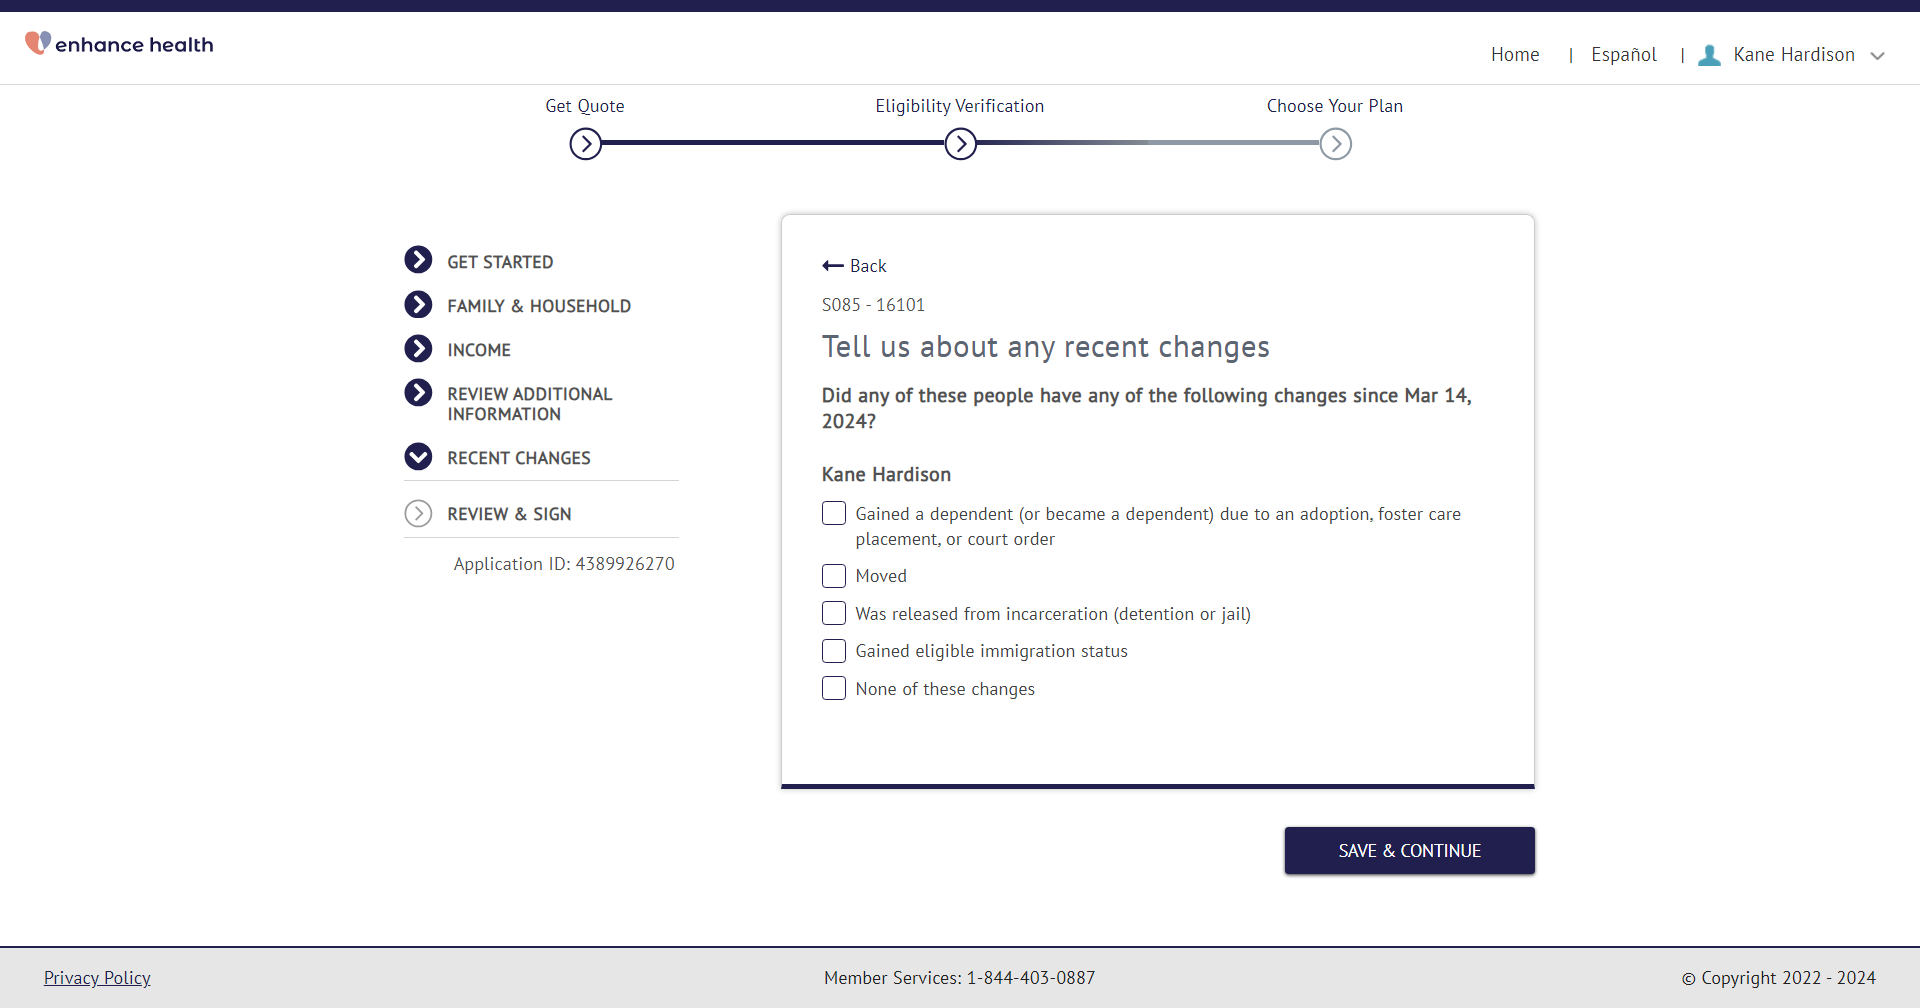 enhance health
Home | Español | Kane Hardison
Get Quote
Eligibility Verification
Choose Your Plan
GET STARTED
FAMILY & HOUSEHOLD
INCOME
REVIEW ADDITIONAL
INFORMATION
RECENT CHANGES
REVIEW & SIGN
Application ID: 4389926270
Back
S085 - 16101
Tell us about any recent changes
Did any of these people have any of the following changes since Mar 14,
2024?
Kane Hardison
Gained a dependent (or became a dependent) due to an adoption, foster care
placement, or court order
Moved
Was released from incarceration (detention or jail)
Gained eligible immigration status
None of these changes
SAVE & CONTINUE
Privacy Policy
Member Services: 1-844-403-0887
© Copyright 2022 - 2024